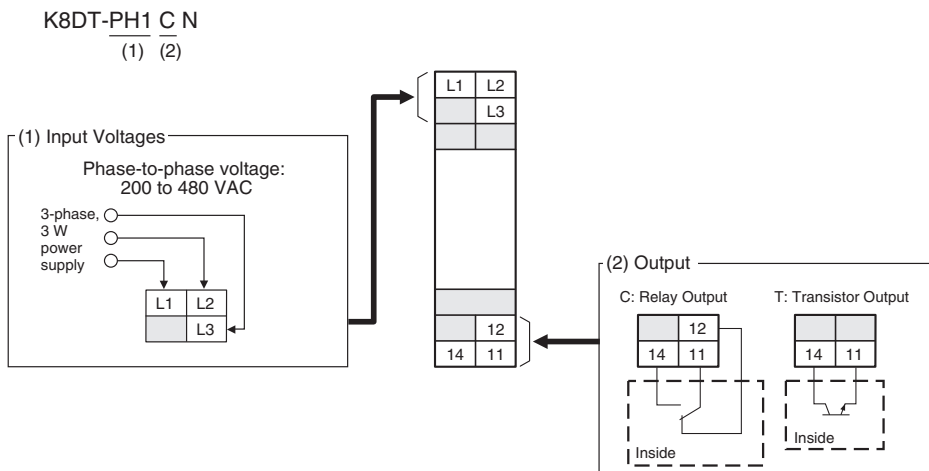 K8DT-PH1 C N
(1) (2)
(1) Input Voltages
Phase-to-phase voltage:
200 to 480 VAC
3-phase,
3 W
power
supply
L1 L2
L3
L1 L2
L3
12
14 11
(2) Output
C: Relay Output
12
14 11
Inside
T: Transistor Output
14 11
Inside